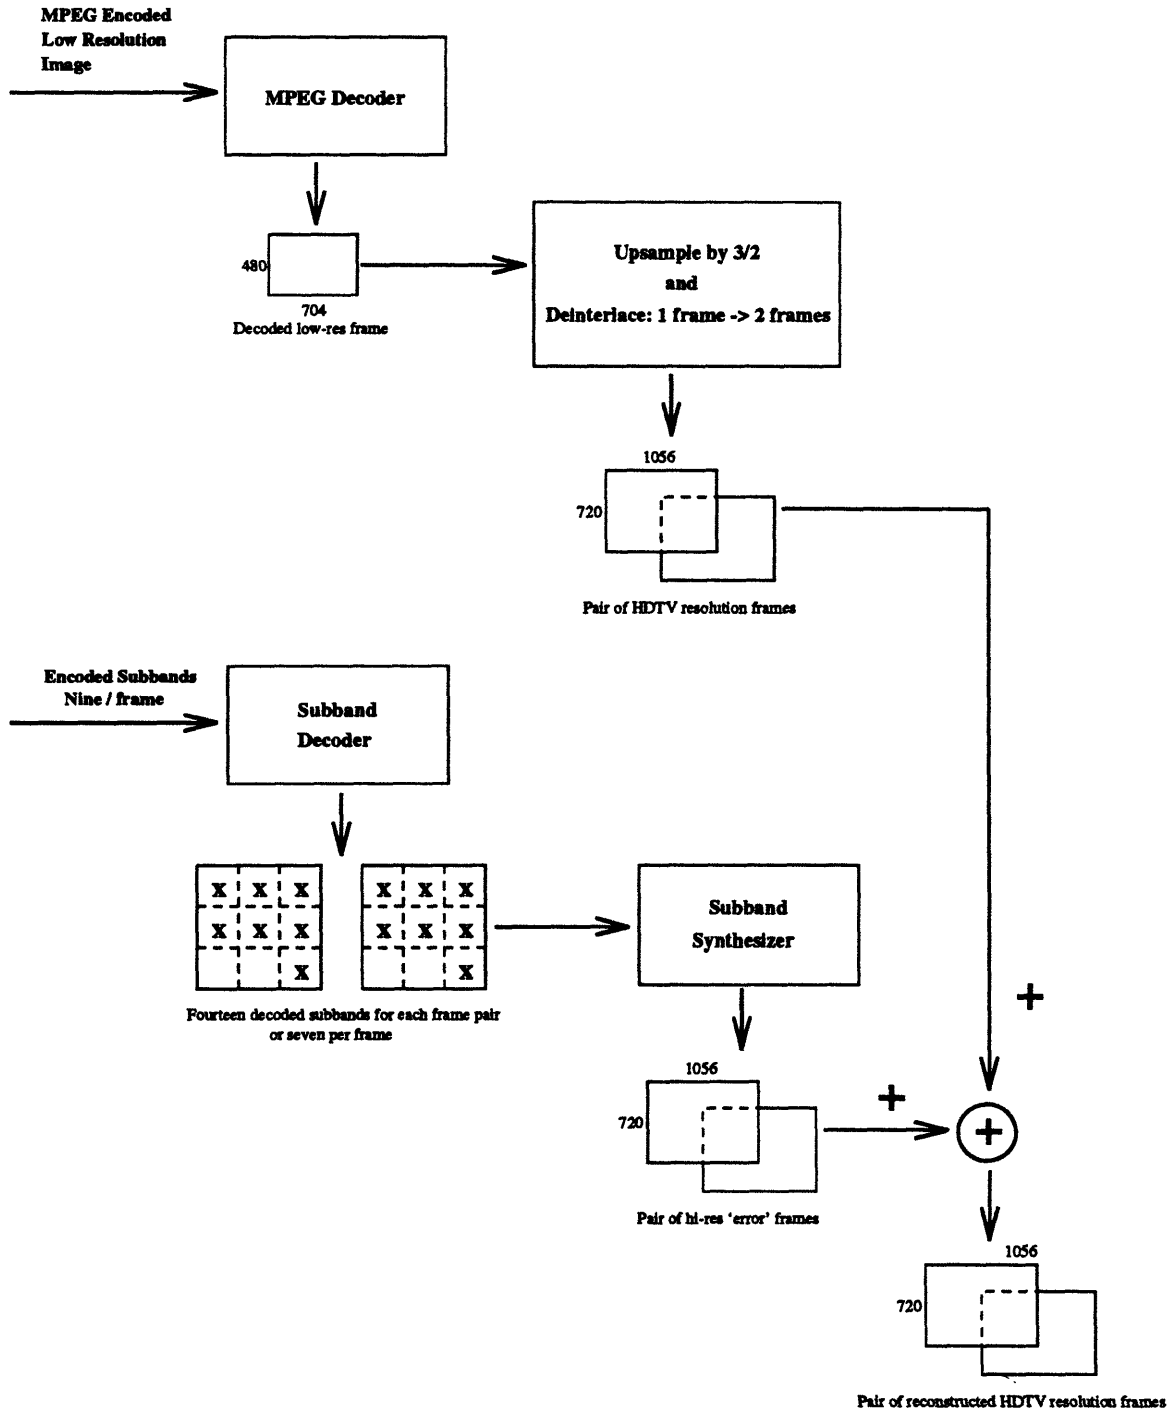 MPEG Encoded
Low Resolution
Image
MPEG Decoder
480
704
Decoded low-res frame
Upsample by 3/2
and
Deinterlace: 1 frame -> 2 frames
1056
720
Pair of HDTV resolution frames
Encoded Subbands
Nine / frame
Subband
Decoder
X X X X X X
X X X X X X
X X
Fourteen decoded subbands for each frame pair
or seven per frame
Subband
Synthesizer
+
1056
720
+
+
Pair of hi-res ‘error’ frames
1056
720
Pair of reconstructed HDTV resolution frames